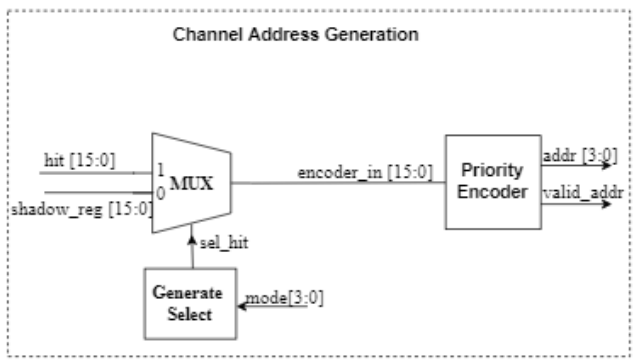 Channel Address Generation
hit [15:0]
1
MUX
0
shadow_reg [15:0]
encoder_in [15:0]
Priority
Encoder
addr [3:0]
valid_addr
sel_hit
Generate
Select
mode[3:0]